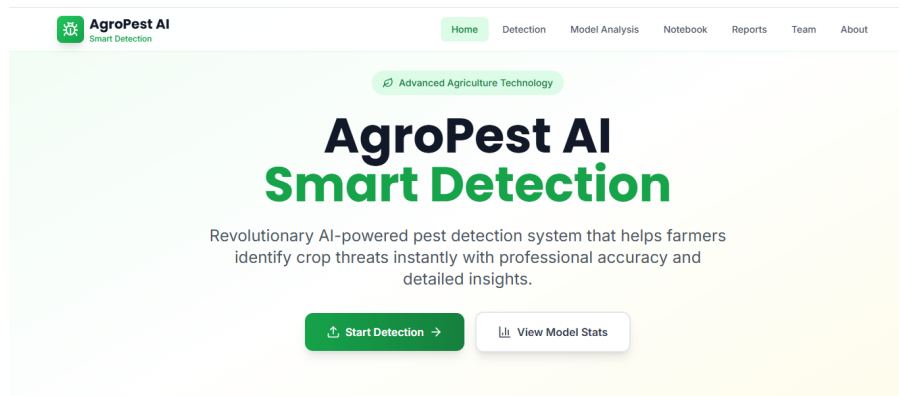 AgroPest AI
Smart Detection
Home
Detection
Model Analysis
Notebook
Reports
Team
About
Advanced Agriculture Technology
AgroPest AI
Smart Detection
Revolutionary AI-powered pest detection system that helps farmers
identify crop threats instantly with professional accuracy and
detailed insights.
Start Detection
View Model Stats